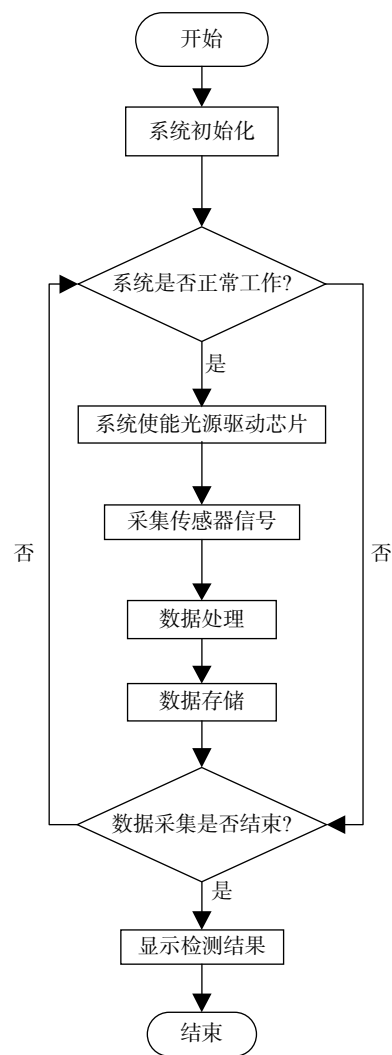 开始
系统初始化
系统是否正常工作?
是
系统使能光源驱动芯片
采集传感器信号
否
否
数据处理
数据存储
数据采集是否结束?
是
显示检测结果
结束